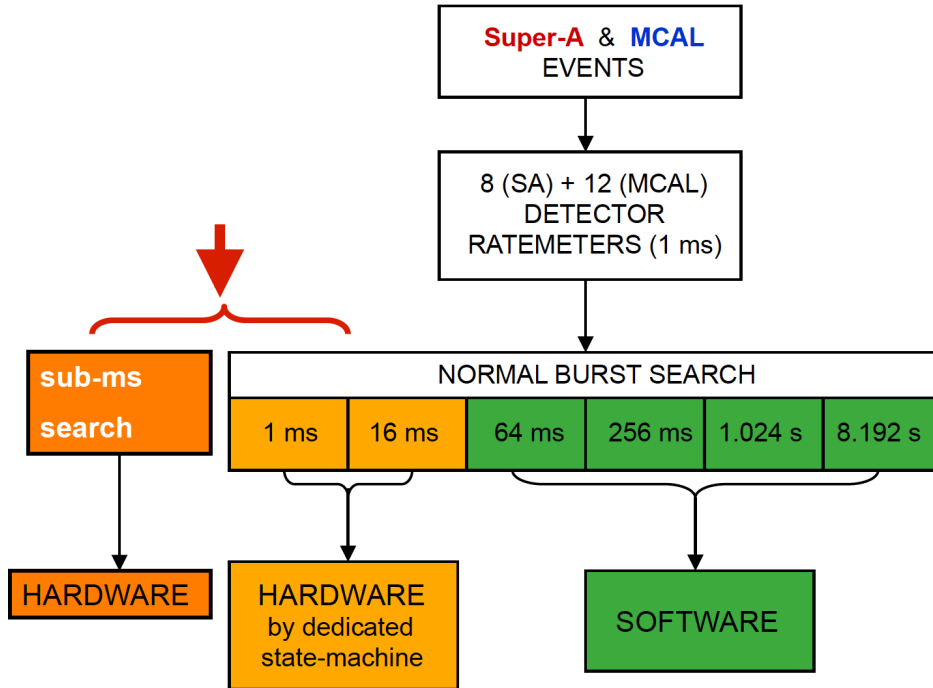 Super-A & MCAL
EVENTS
8 (SA) + 12 (MCAL)
DETECTOR
RATEMETERS (1 ms)
sub-ms
search
NORMAL BURST SEARCH
1 ms
16 ms
64 ms
256 ms
1.024 s
8.192 s
HARDWARE
HARDWARE
by dedicated
state-machine
SOFTWARE